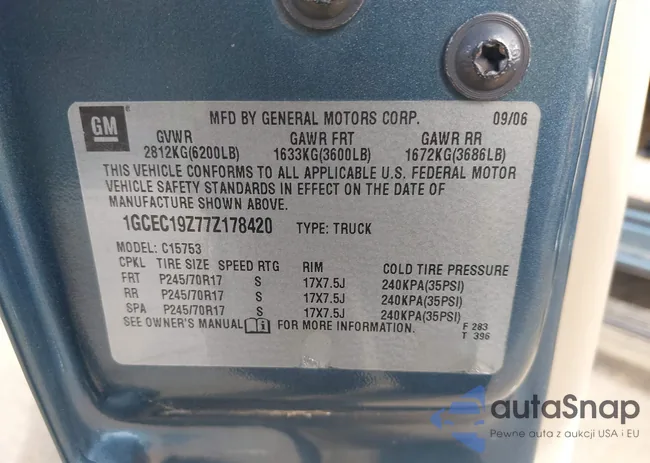 GM
MFD BY GENERAL MOTORS CORP. 09/06
GVWR GAWR FRT GAWR RR
2812KG(6200LB) 1633KG(3600LB) 1672KG(3686LB)
THIS VEHICLE CONFORMS TO ALL APPLICABLE U.S. FEDERAL MOTOR
VEHICLE SAFETY STANDARDS IN EFFECT ON THE DATE OF
MANUFACTURE SHOWN ABOVE.
1GCEC19Z77Z178420 TYPE: TRUCK
MODEL: C15753
CPKL TIRE SIZE SPEED RTG RIM COLD TIRE PRESSURE
FRT P245/70R17 S 17X7.5J 240KPA(35PSI)
RR P245/70R17 S 17X7.5J 240KPA(35PSI)
SPA P245/70R17 S 17X7.5J 240KPA(35PSI)
SEE OWNER'S MANUAL FOR MORE INFORMATION. F 283
T 396
autaSnap
Pewne auta z aukcji USA i EU